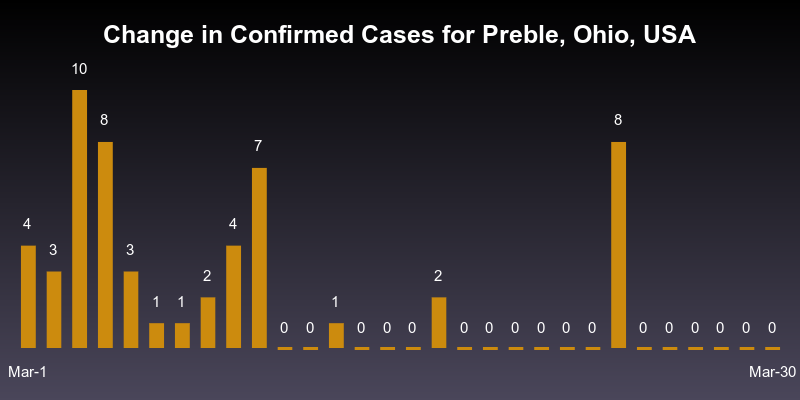 Change in Confirmed Cases for Preble, Ohio, USA
4 3 10 8 3 1 1 2 4 7 0 0 1 0 0 0 2 0 0 0 0 0 0 8 0 0 0 0 0 0
Mar-1 Mar-30